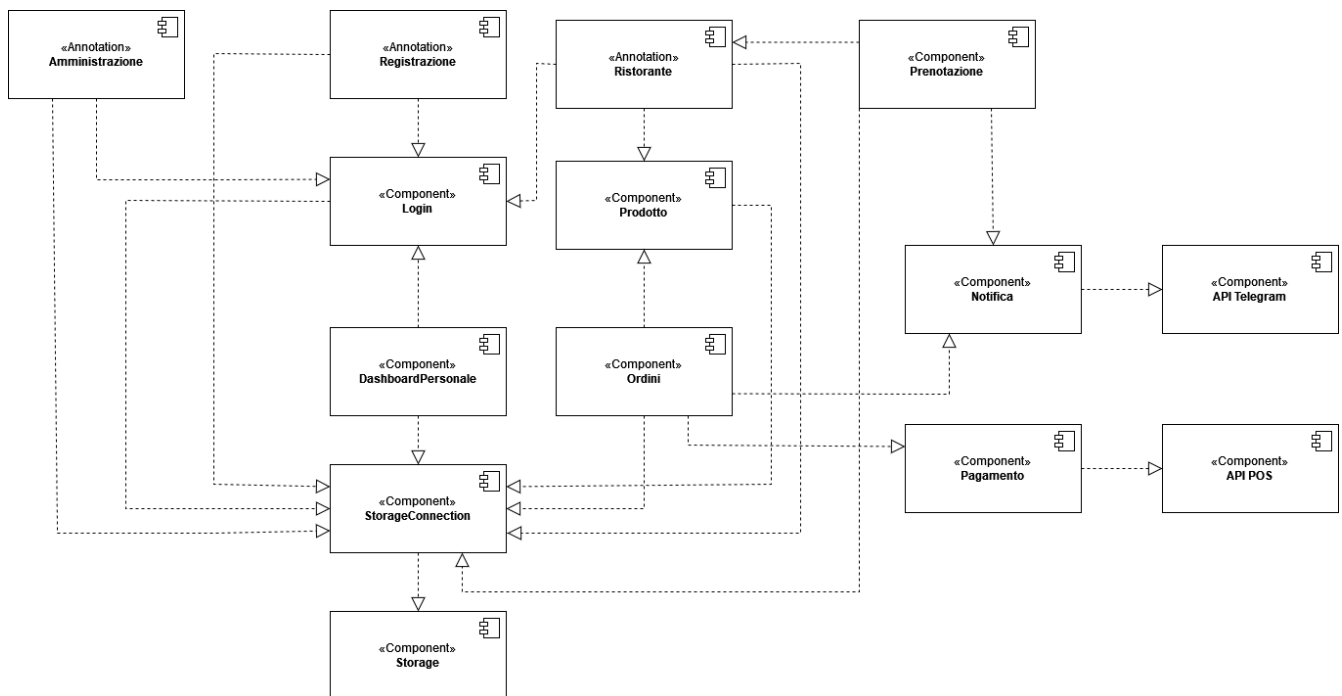 «Annotation»
Amministrazione
«Annotation»
Registrazione
«Annotation»
Ristorante
«Component»
Prenotazione
«Component»
Login
«Component»
Prodotto
«Component»
Notifica
«Component»
API Telegram
«Component»
DashboardPersonale
«Component»
Ordini
«Component»
Pagamento
«Component»
API POS
«Component»
StorageConnection
«Component»
Storage